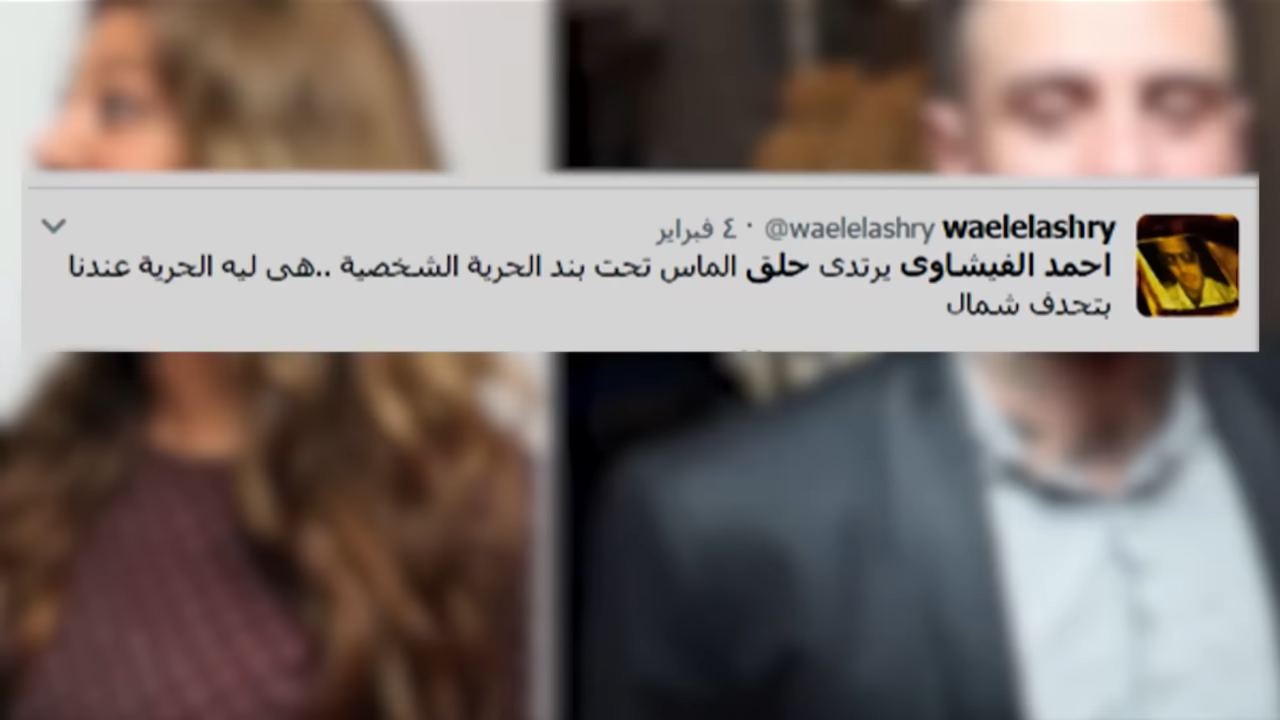 waelelashry @waelelashry · ٤ فبراير
احمد الفيشاوى يرتدى حلق الماس تحت بند الحرية الشخصية ..هى ليه الحرية عندنا
بتحدف شمال